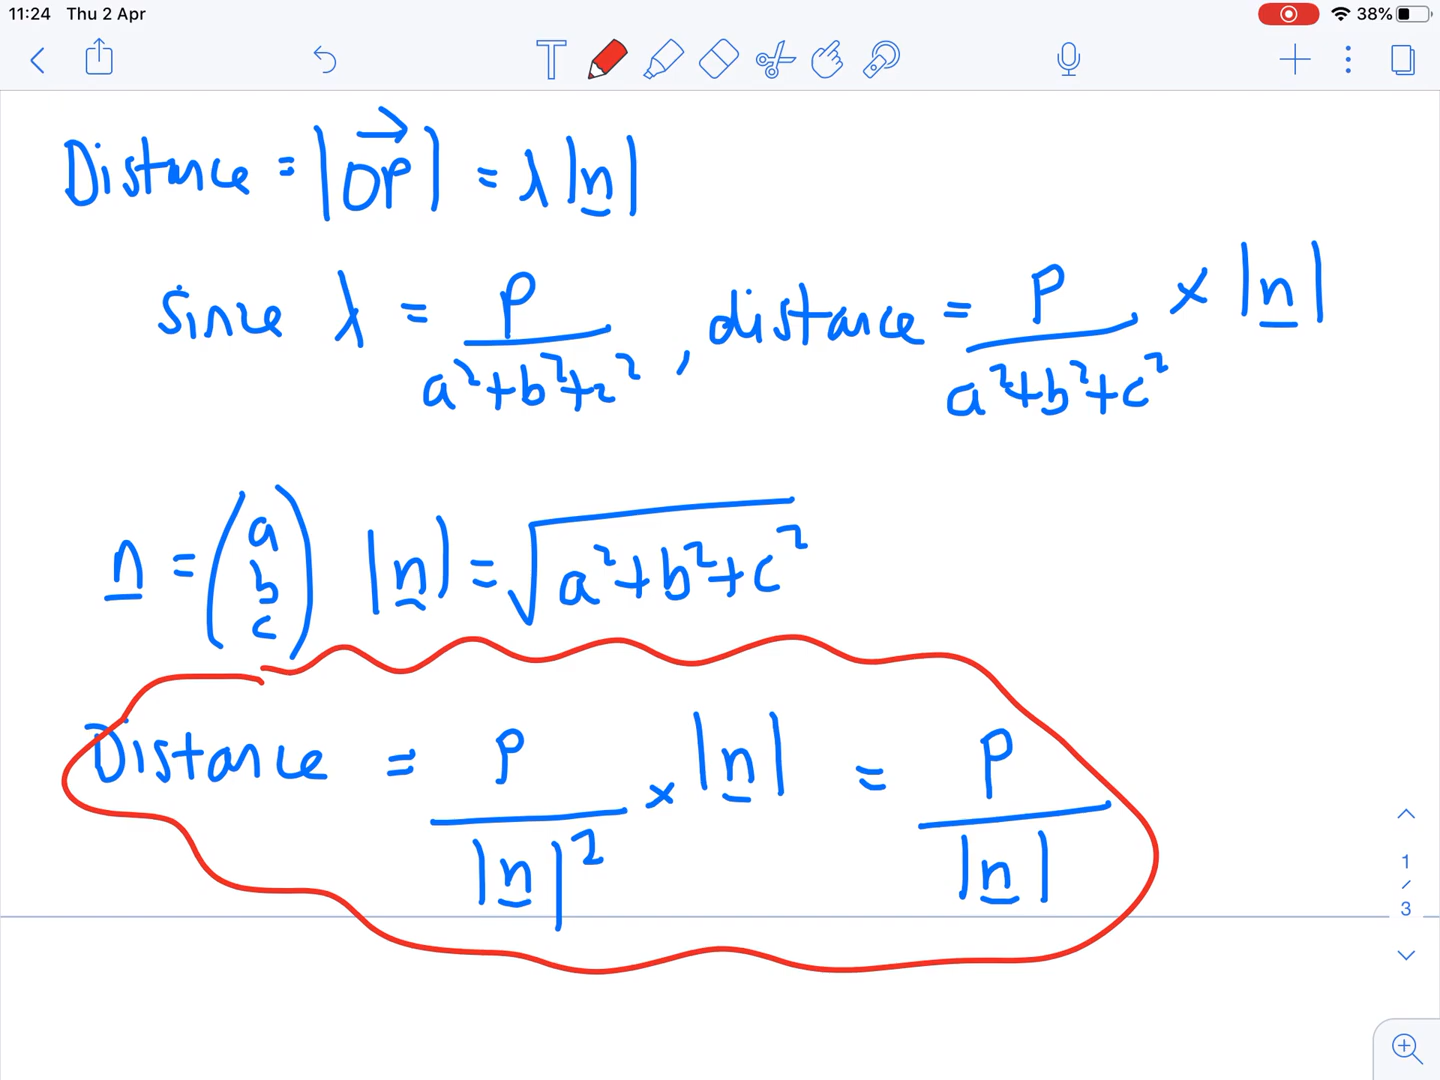 11:24 Thu 2 Apr 38%
T
Distance = |OP→| = λ|n|
since λ = p/(a²+b²+c²), distance = p/(a²+b²+c²) × |n|
n = (a b c) |n| = √(a²+b²+c²)
Distance = p/|n|² × |n| = p/|n|
1
/
3